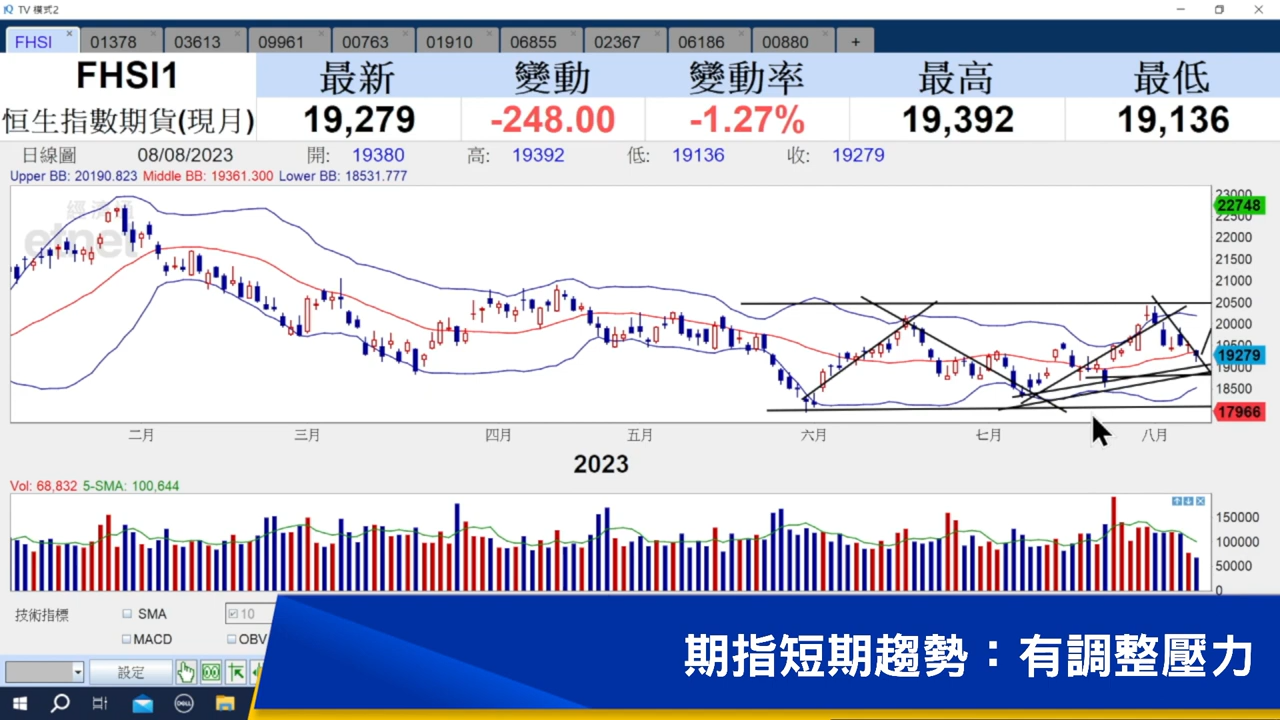 TV 模式2
FHSI 01378 03613 09961 00763 01910 06855 02367 06186 00880 +
FHSI1 最新 變動 變動率 最高 最低
恒生指數期貨(現月) 19,279 -248.00 -1.27% 19,392 19,136
日線圖 08/08/2023 開: 19380 高: 19392 低: 19136 收: 19279
Upper BB: 20190.823 Middle BB: 19361.300 Lower BB: 18531.777
經濟通
etnet
23000
22748
22500
22000
21500
21000
20500
20000
19500
19279
19000
18500
17966
二月 三月 四月 五月 六月 七月 八月
2023
Vol: 68,832 5-SMA: 100,644
150000
100000
50000
0
技術指標 SMA 10
MACD OBV
設定
DELL
期指短期趨勢：有調整壓力